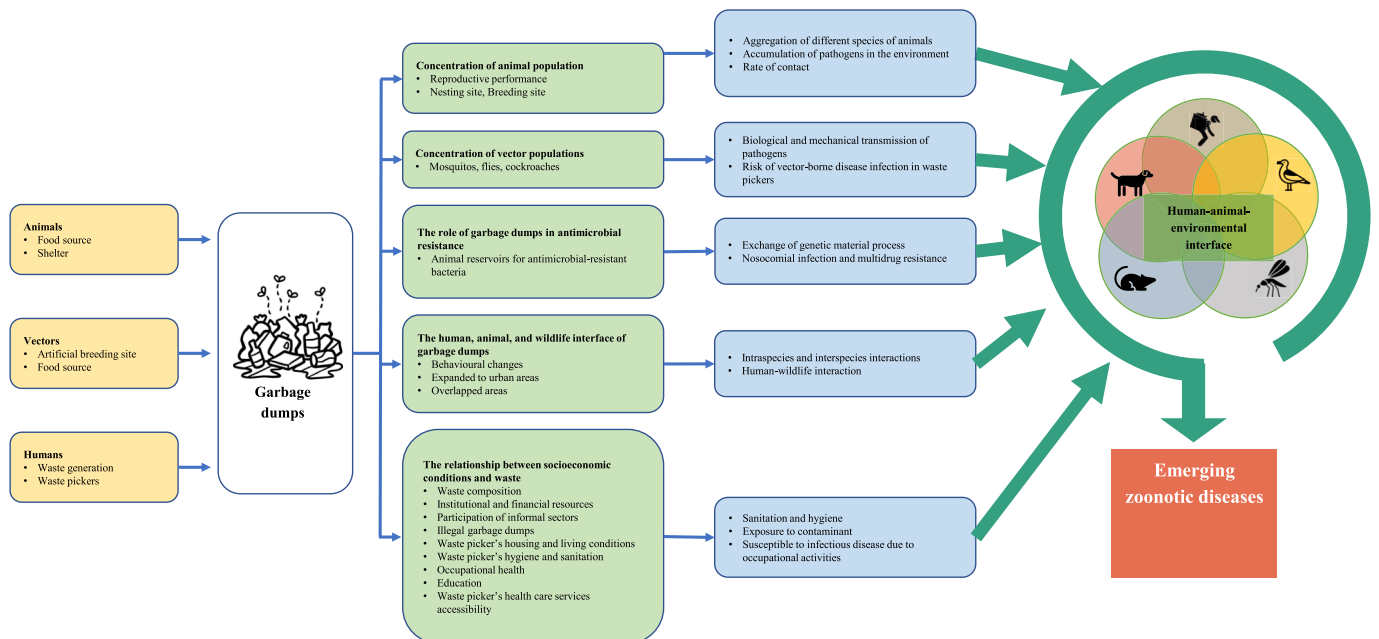 Animals
• Food source
• Shelter
Vectors
• Artificial breeding site
• Food source
Humans
• Waste generation
• Waste pickers
Garbage
dumps
Concentration of animal population
• Reproductive performance
• Nesting site, Breeding site
Concentration of vector populations
• Mosquitos, flies, cockroaches
The role of garbage dumps in antimicrobial
resistance
• Animal reservoirs for antimicrobial-resistant
bacteria
The human, animal, and wildlife interface of
garbage dumps
• Behavioural changes
• Expanded to urban areas
• Overlapped areas
The relationship between socioeconomic
conditions and waste
• Waste composition
• Institutional and financial resources
• Participation of informal sectors
• Illegal garbage dumps
• Waste picker's housing and living conditions
• Waste picker's hygiene and sanitation
• Occupational health
• Education
• Waste picker's health care services
accessibility
• Aggregation of different species of animals
• Accumulation of pathogens in the environment
• Rate of contact
• Biological and mechanical transmission of
pathogens
• Risk of vector-borne disease infection in waste
pickers
• Exchange of genetic material process
• Nosocomial infection and multidrug resistance
• Intraspecies and interspecies interactions
• Human-wildlife interaction
• Sanitation and hygiene
• Exposure to contaminant
• Susceptible to infectious disease due to
occupational activities
Human-animal-
environmental
interface
Emerging
zoonotic diseases